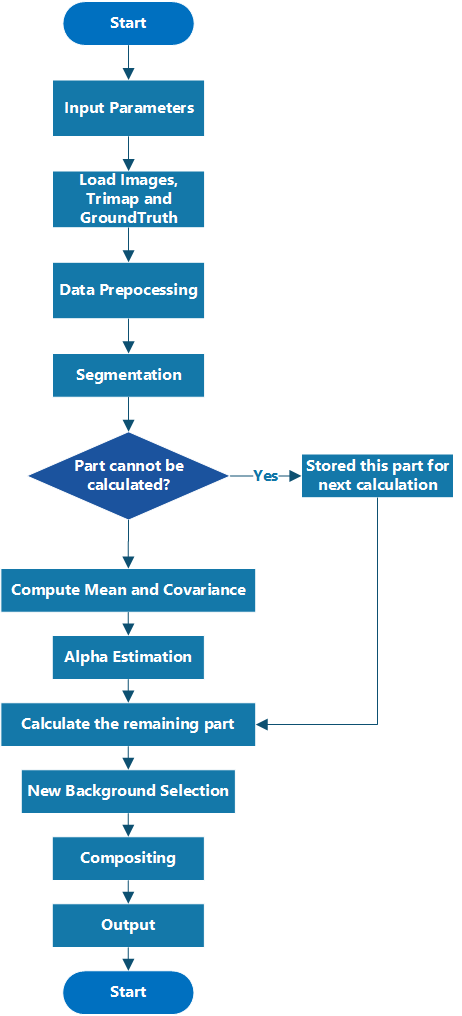 Start
Input Parameters
Load Images,
Trimap and
GroundTruth
Data Prepocessing
Segmentation
Part cannot be
calculated?
Yes
Stored this part for
next calculation
Compute Mean and Covariance
Alpha Estimation
Calculate the remaining part
New Background Selection
Compositing
Output
Start